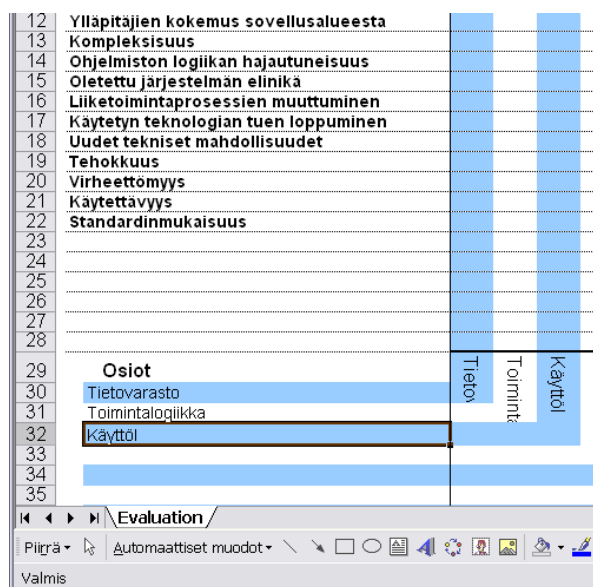 12 Ylläpitäjien kokemus sovellusalueesta
13 Kompleksisuus
14 Ohjelmiston logiikan hajautuneisuus
15 Oletettu järjestelmän elinikä
16 Liiketoimintaprosessien muuttuminen
17 Käytetyn teknologian tuen loppuminen
18 Uudet tekniset mahdollisuudet
19 Tehokkuus
20 Virheettömyys
21 Käytettävyys
22 Standardinmukaisuus
23
24
25
26
27
28
29 Osiot Tietov Toiminta Käyttöl
30 Tietovarasto
31 Toimintalogiikka
32 Käyttöl
33
34
35
Evaluation
Piirrä Automaattiset muodot
Valmis